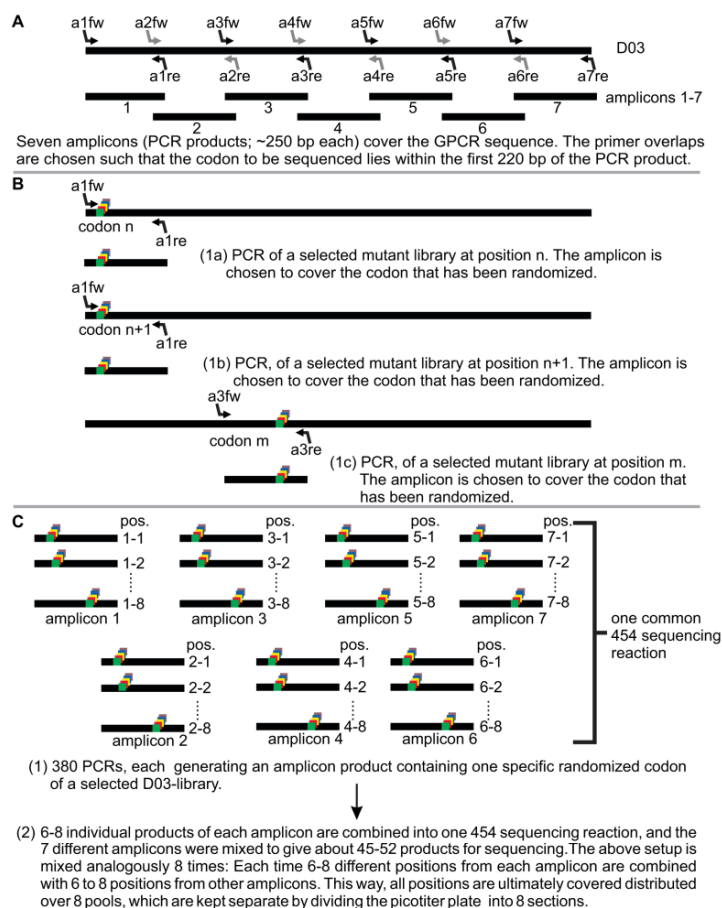 A
a1fw a2fw a3fw a4fw a5fw a6fw a7fw
D03
a1re a2re a3re a4re a5re a6re a7re
amplicons 1-7
1 3 5 7
2 4 6
Seven amplicons (PCR products; ~250 bp each) cover the GPCR sequence. The primer overlaps
are chosen such that the codon to be sequenced lies within the first 220 bp of the PCR product.
B
a1fw
codon n
a1re
(1a) PCR of a selected mutant library at position n. The amplicon is
chosen to cover the codon that has been randomized.
a1fw
codon n+1
a1re
(1b) PCR, of a selected mutant library at position n+1. The amplicon is
chosen to cover the codon that has been randomized.
a3fw
codon m
a3re
(1c) PCR, of a selected mutant library at position m.
The amplicon is chosen to cover the codon that
has been randomized.
C
pos. pos. pos. pos.
1-1 3-1 5-1 7-1
1-2 3-2 5-2 7-2
1-8 3-8 5-8 7-8
amplicon 1 amplicon 3 amplicon 5 amplicon 7
one common
454 sequencing
reaction
pos. pos. pos.
2-1 4-1 6-1
2-2 4-2 6-2
2-8 4-8 6-8
amplicon 2 amplicon 4 amplicon 6
(1) 380 PCRs, each generating an amplicon product containing one specific randomized codon
of a selected D03-library.
(2) 6-8 individual products of each amplicon are combined into one 454 sequencing reaction, and the
7 different amplicons were mixed to give about 45-52 products for sequencing.The above setup is
mixed analogously 8 times: Each time 6-8 different positions from each amplicon are combined
with 6 to 8 positions from other amplicons. This way, all positions are ultimately covered distributed
over 8 pools, which are kept separate by dividing the picotiter plate into 8 sections.